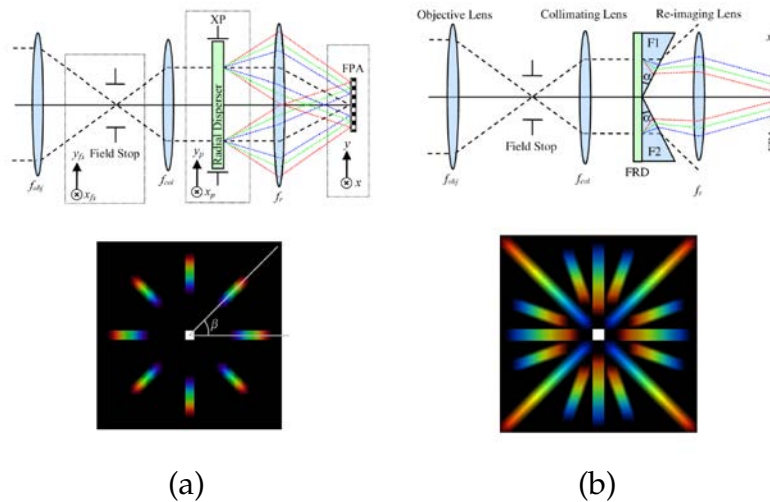 XP
FPA
Radial Disperser
Field Stop
y_fs
x_fs
y_p
x_p
y
x
f_obj
f_col
f_r
β
(a)
Objective Lens
Collimating Lens
Re-imaging Lens
F1
α
α
F2
Field Stop
FRD
f_obj
f_col
f_r
(b)